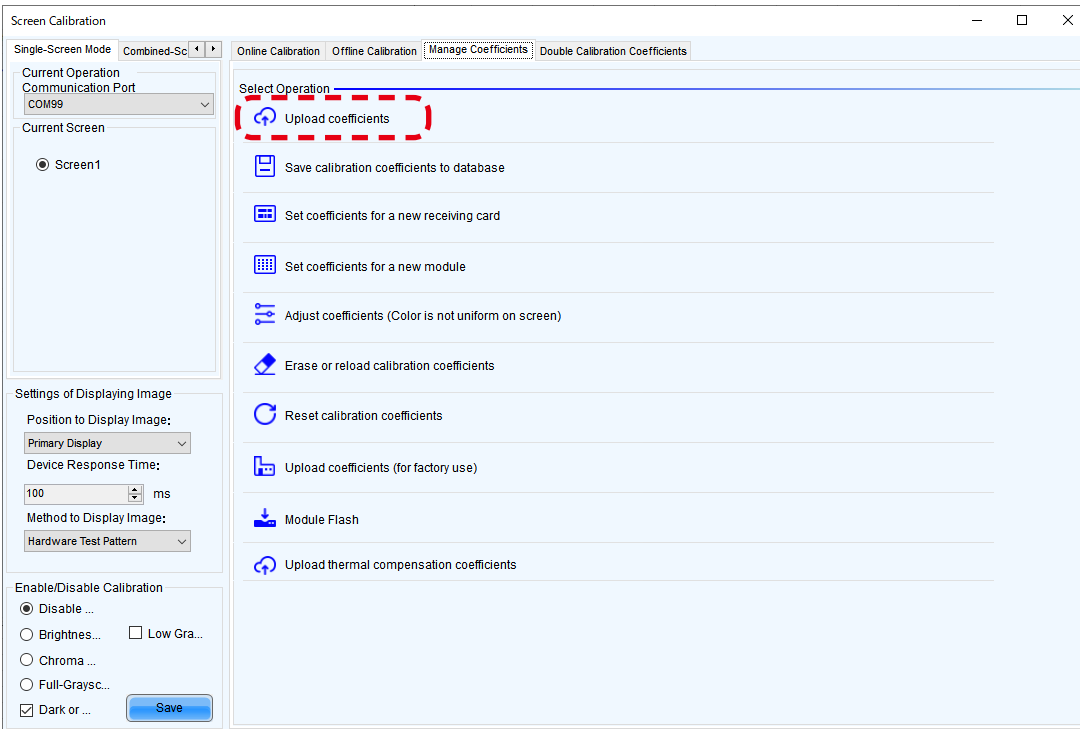 Screen Calibration
Single-Screen Mode
Combined-Sc
Online Calibration
Offline Calibration
Manage Coefficients
Double Calibration Coefficients
Current Operation
Communication Port
COM99
Current Screen
Screen1
Settings of Displaying Image
Position to Display Image:
Primary Display
Device Response Time:
100
ms
Method to Display Image:
Hardware Test Pattern
Enable/Disable Calibration
Disable ...
Brightnes...
Low Gra...
Chroma ...
Full-Graysc...
Dark or ...
Save
Select Operation
Upload coefficients
Save calibration coefficients to database
Set coefficients for a new receiving card
Set coefficients for a new module
Adjust coefficients (Color is not uniform on screen)
Erase or reload calibration coefficients
Reset calibration coefficients
Upload coefficients (for factory use)
Module Flash
Upload thermal compensation coefficients